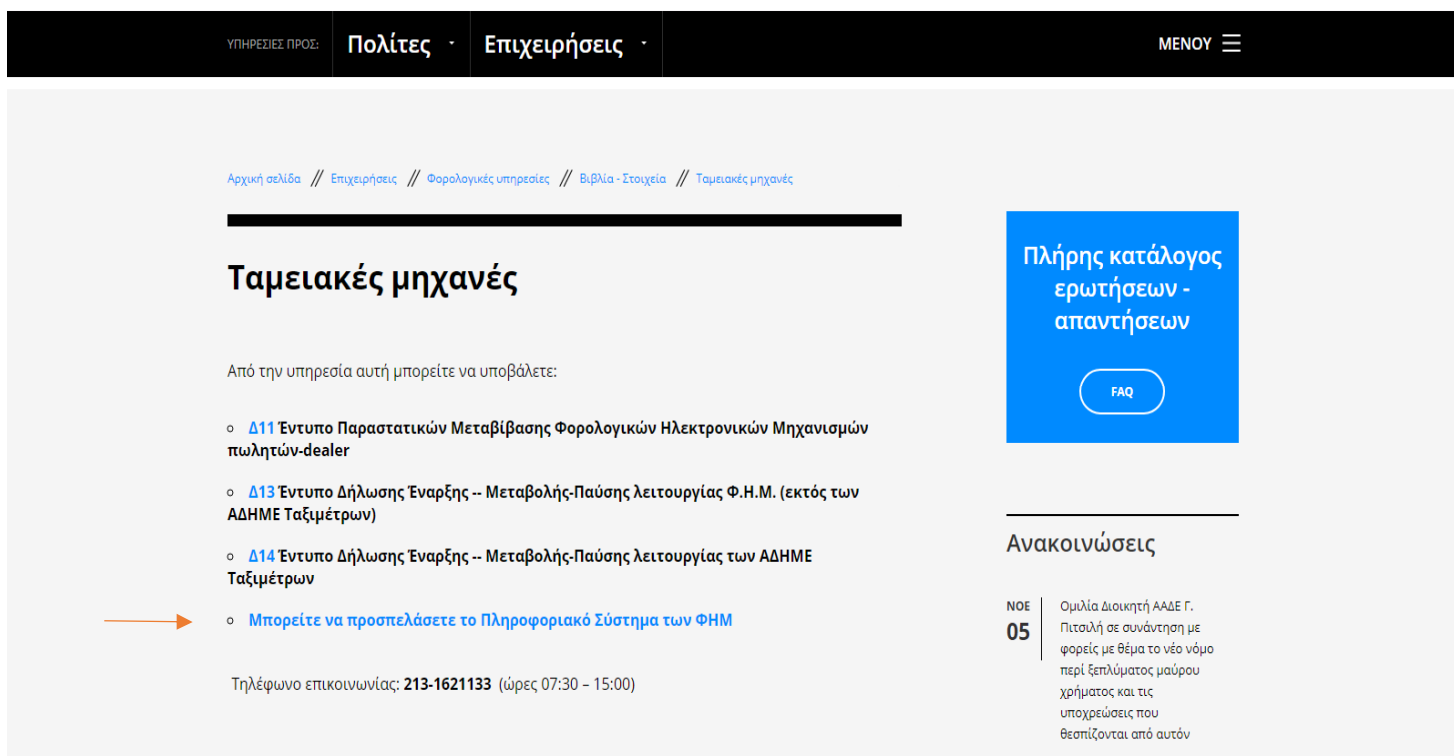 ΥΠΗΡΕΣΙΕΣ ΠΡΟΣ: Πολίτες Επιχειρήσεις ΜΕΝΟΥ
Αρχική σελίδα // Επιχειρήσεις // Φορολογικές υπηρεσίες // Βιβλία - Στοιχεία // Ταμειακές μηχανές
Ταμειακές μηχανές
Από την υπηρεσία αυτή μπορείτε να υποβάλετε:
Δ11 Έντυπο Παραστατικών Μεταβίβασης Φορολογικών Ηλεκτρονικών Μηχανισμών
πωλητών-dealer
Δ13 Έντυπο Δήλωσης Έναρξης -- Μεταβολής-Παύσης λειτουργίας Φ.Η.Μ. (εκτός των
ΑΔΗΜΕ Ταξιμέτρων)
Δ14 Έντυπο Δήλωσης Έναρξης -- Μεταβολής-Παύσης λειτουργίας των ΑΔΗΜΕ
Ταξιμέτρων
Μπορείτε να προσπελάσετε το Πληροφοριακό Σύστημα των ΦΗΜ
Τηλέφωνο επικοινωνίας: 213-1621133 (ώρες 07:30 – 15:00)
Πλήρης κατάλογος
ερωτήσεων -
απαντήσεων
FAQ
Ανακοινώσεις
ΝΟΕ
05
Ομιλία Διοικητή ΑΑΔΕ Γ.
Πιτσιλή σε συνάντηση με
φορείς με θέμα το νέο νόμο
περί ξεπλύματος μαύρου
χρήματος και τις
υποχρεώσεις που
θεσπίζονται από αυτόν